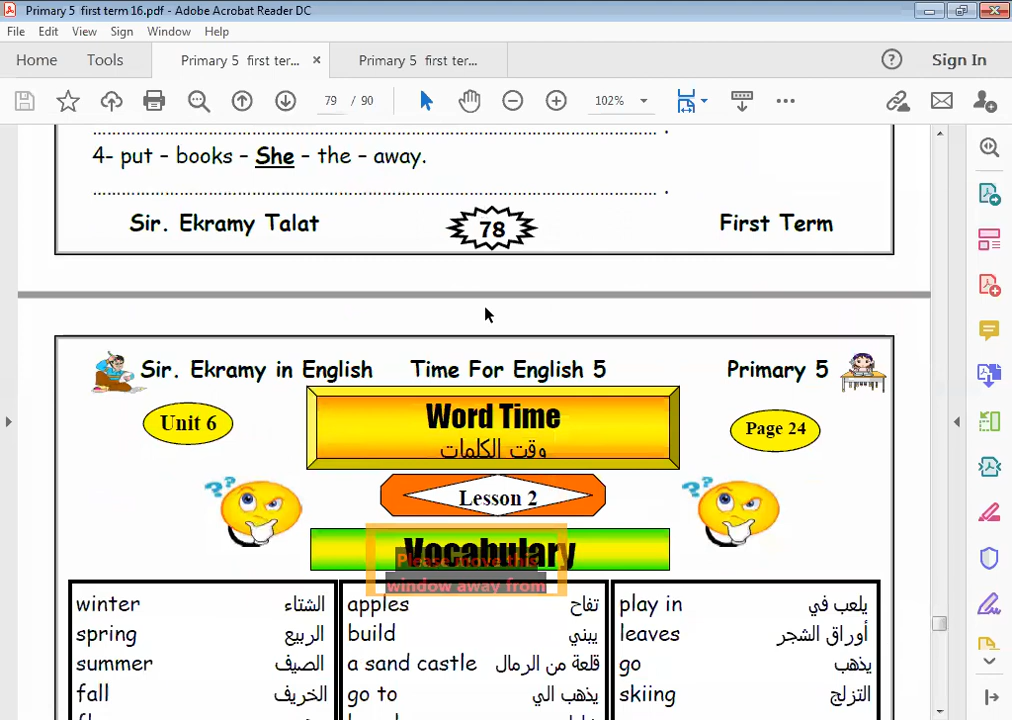 Primary 5 first term 16.pdf - Adobe Acrobat Reader DC
File Edit View Sign Window Help
Home Tools Primary 5 first ter... × Primary 5 first ter... Sign In
79 / 90 102%
4- put – books – She – the – away.
Sir. Ekramy Talat 78 First Term
Sir. Ekramy in English Time For English 5 Primary 5
Unit 6 Word Time Page 24
وقت الكلمات
Lesson 2
Vocabulary
Please move this
window away from
winter الشتاء apples تفاح play in يلعب في
spring الربيع build يبني leaves أوراق الشجر
summer الصيف a sand castle قلعة من الرمال go يذهب
fall الخريف go to يذهب الي skiing التزلج